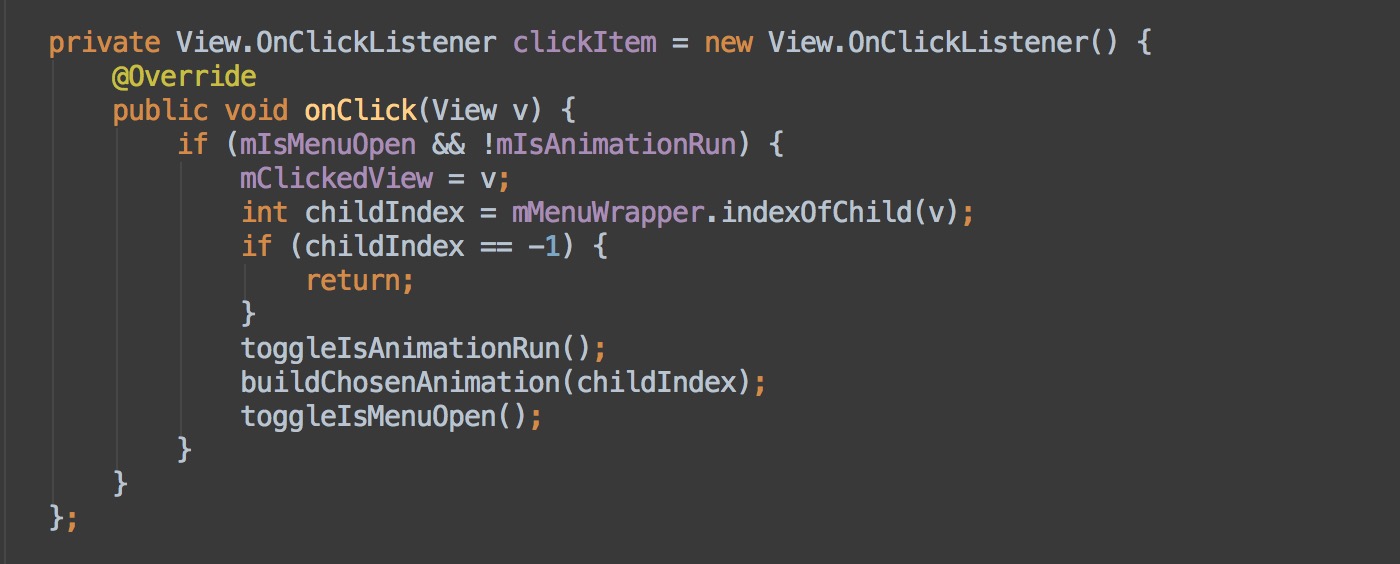 private View.OnClickListener clickItem = new View.OnClickListener() {
    @Override
    public void onClick(View v) {
        if (mIsMenuOpen && !mIsAnimationRun) {
            mClickedView = v;
            int childIndex = mMenuWrapper.indexOfChild(v);
            if (childIndex == -1) {
                return;
            }
            toggleIsAnimationRun();
            buildChosenAnimation(childIndex);
            toggleIsMenuOpen();
        }
    }
};